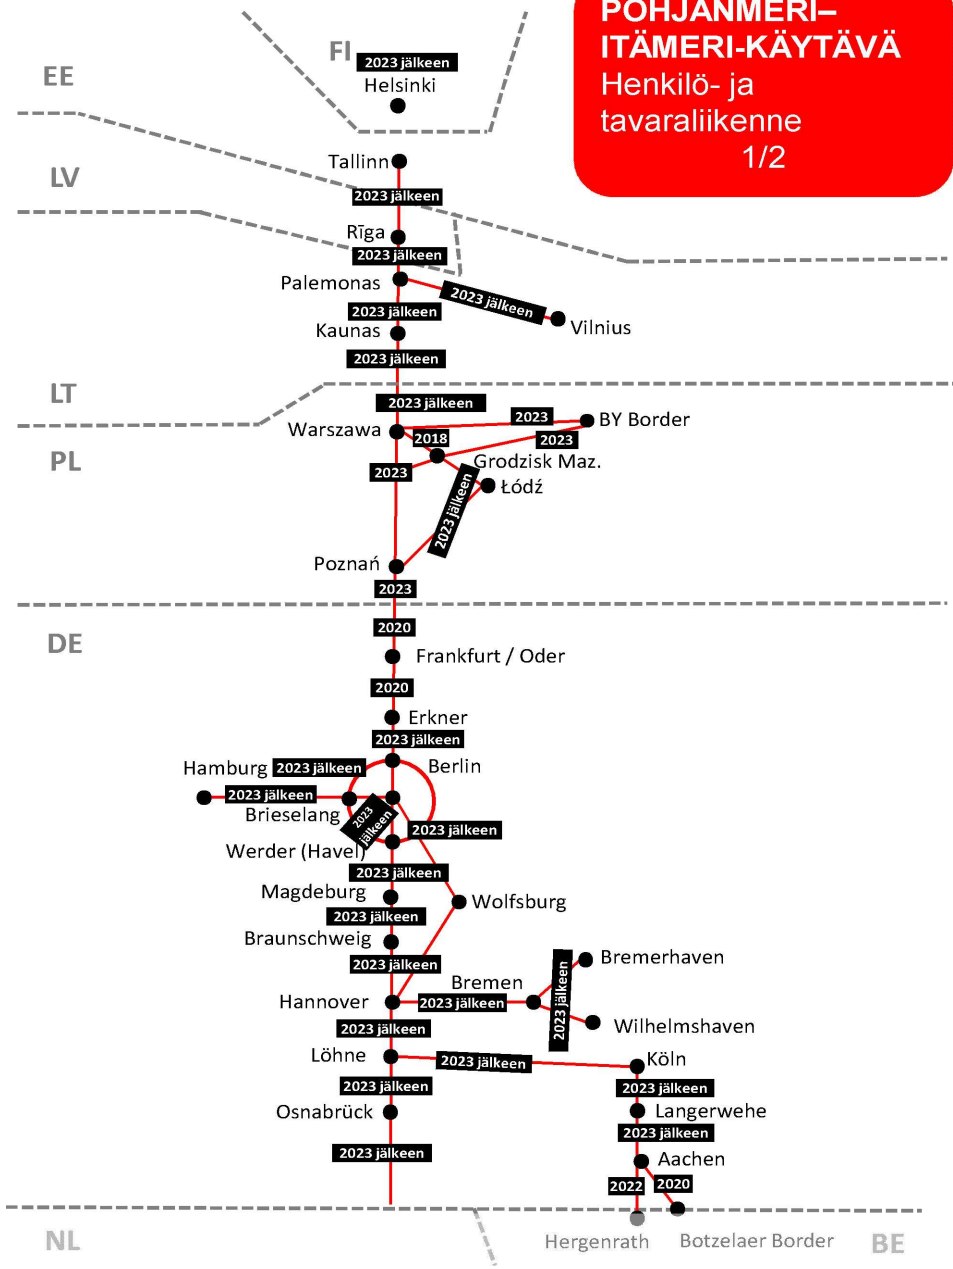 POHJANMERI–
ITÄMERI-KÄYTÄVÄ
Henkilö- ja
tavaraliikenne
1/2
FI
2023 jälkeen
Helsinki
EE
Tallinn
2023 jälkeen
LV
Rīga
2023 jälkeen
Palemonas
2023 jälkeen
Vilnius
2023 jälkeen
Kaunas
2023 jälkeen
LT
2023 jälkeen
Warszawa
2023
BY Border
2018
2023
PL
Grodzisk Maz.
2023
Łódź
2023 jälkeen
Poznań
2023
2020
DE
Frankfurt / Oder
2020
Erkner
2023 jälkeen
Hamburg
2023 jälkeen
Berlin
2023 jälkeen
Brieselang
2023
jälkeen
2023 jälkeen
Werder (Havel)
2023 jälkeen
Magdeburg
Wolfsburg
2023 jälkeen
Braunschweig
2023 jälkeen
Bremerhaven
Bremen
2023 jälkeen
Hannover
2023 jälkeen
2023 jälkeen
Wilhelmshaven
Löhne
2023 jälkeen
Köln
2023 jälkeen
2023 jälkeen
Osnabrück
Langerwehe
2023 jälkeen
2023 jälkeen
Aachen
2022
2020
NL
Hergenrath
Botzelaer Border
BE